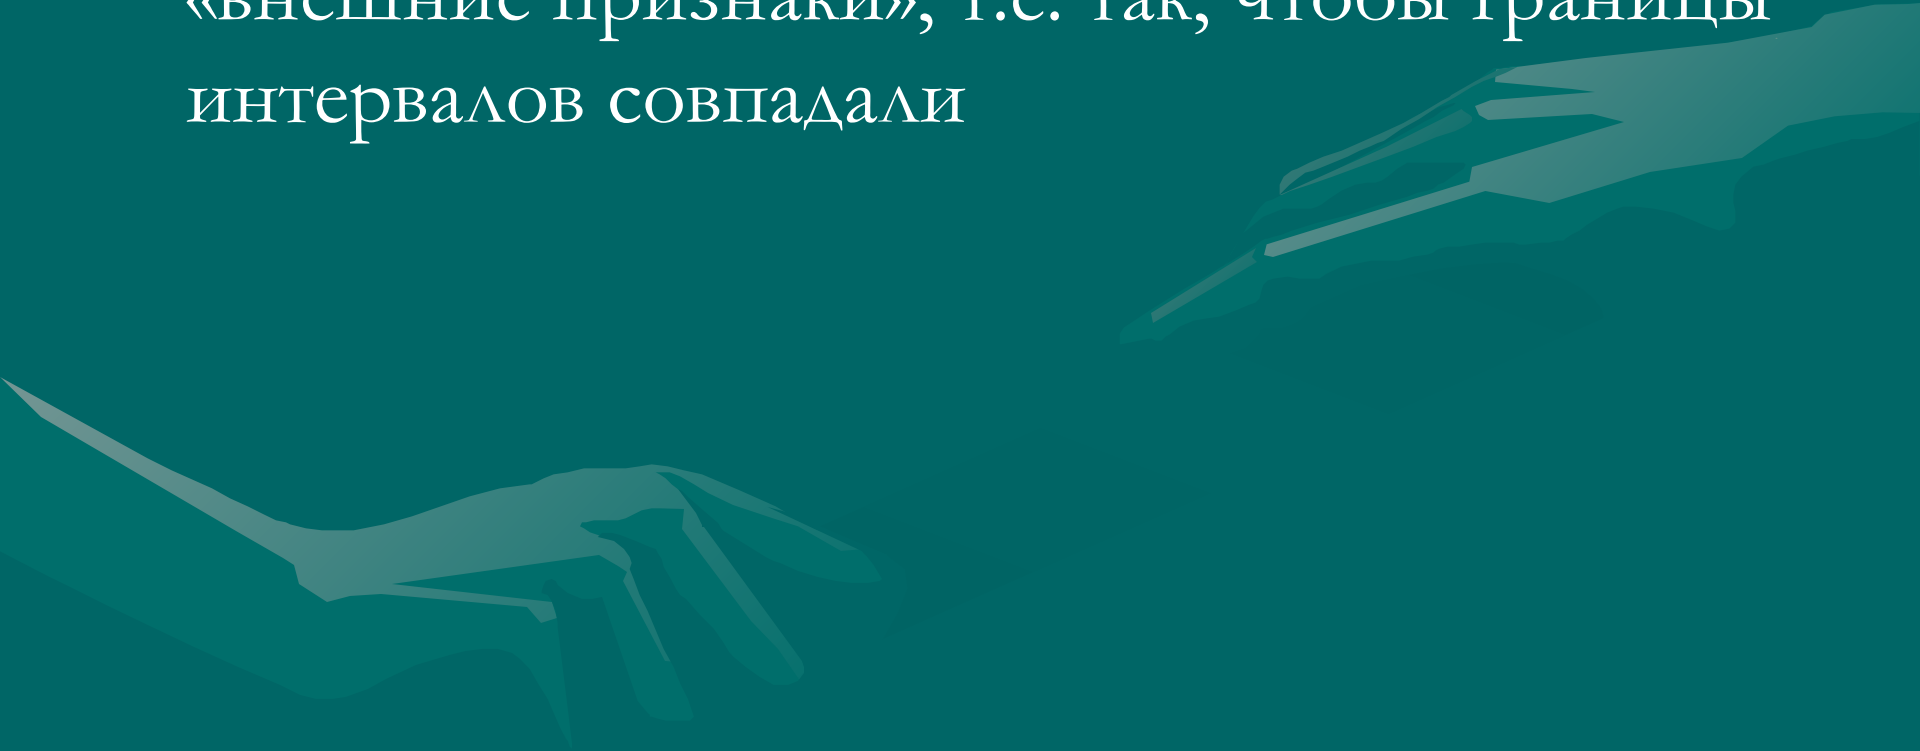 «внешние признаки», т.е. так, чтобы границы
интервалов совпадали